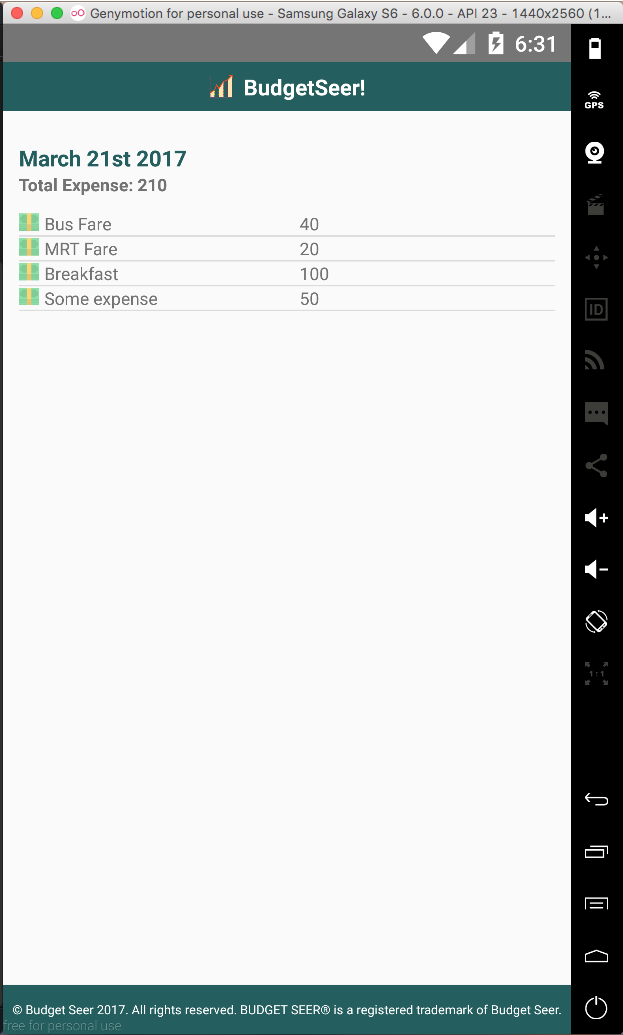 Genymotion for personal use - Samsung Galaxy S6 - 6.0.0 - API 23 - 1440x2560 (1...
6:31
GPS
BudgetSeer!
March 21st 2017
Total Expense: 210
Bus Fare 40
MRT Fare 20
Breakfast 100
Some expense 50
ID
1:1
© Budget Seer 2017. All rights reserved. BUDGET SEER® is a registered trademark of Budget Seer.
free for personal use